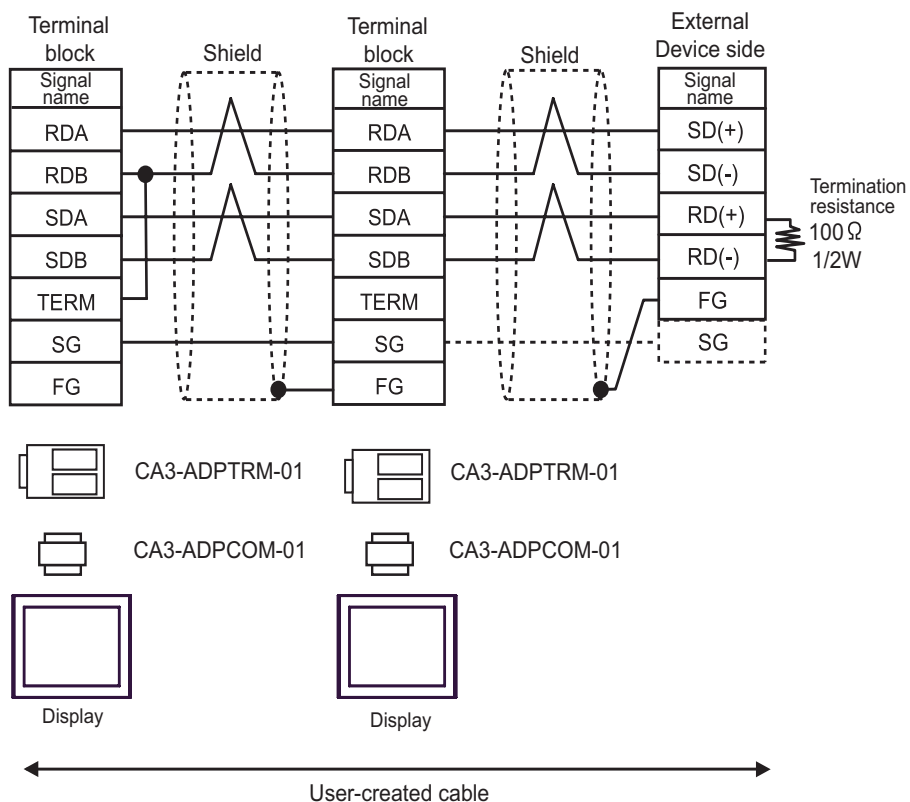 Terminal
block
Shield
Terminal
block
Shield
External
Device side
Signal
name
Signal
name
Signal
name
RDA
RDA
SD(+)
RDB
RDB
SD(-)
SDA
SDA
RD(+)
SDB
SDB
RD(-)
TERM
TERM
FG
SG
SG
SG
FG
FG
Termination
resistance
100 Ω
1/2W
CA3-ADPTRM-01
CA3-ADPTRM-01
CA3-ADPCOM-01
CA3-ADPCOM-01
Display
Display
User-created cable